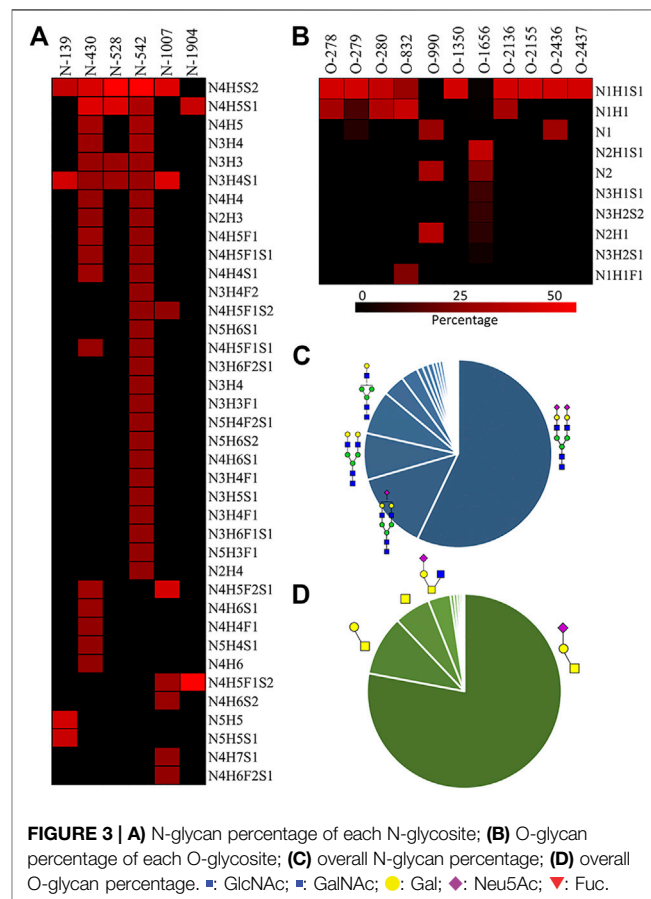 A
N-139
N-430
N-528
N-542
N-1007
N-1904
N4H5S2
N4H5S1
N4H5
N3H4
N3H3
N3H4S1
N4H4
N2H3
N4H5F1
N4H5F1S1
N4H4S1
N3H4F2
N4H5F1S2
N5H6S1
N4H5F1S1
N3H6F2S1
N3H4
N3H3F1
N5H4F2S1
N5H6S2
N4H6S1
N3H4F1
N3H5S1
N3H4F1
N3H6F1S1
N5H3F1
N2H4
N4H5F2S1
N4H6S1
N4H4F1
N5H4S1
N4H6
N4H5F1S2
N4H6S2
N5H5
N5H5S1
N4H7S1
N4H6F2S1
B
O-278
O-279
O-280
O-832
O-990
O-1350
O-1656
O-2136
O-2155
O-2436
O-2437
N1H1S1
N1H1
N1
N2H1S1
N2
N3H1S1
N3H2S2
N2H1
N3H2S1
N1H1F1
0 25 50
Percentage
C
D
FIGURE 3 | A) N-glycan percentage of each N-glycosite; (B) O-glycan
percentage of each O-glycosite; (C) overall N-glycan percentage; (D) overall
O-glycan percentage. ■: GlcNAc; ■: GalNAc; ●: Gal; ◆: Neu5Ac; ▼: Fuc.